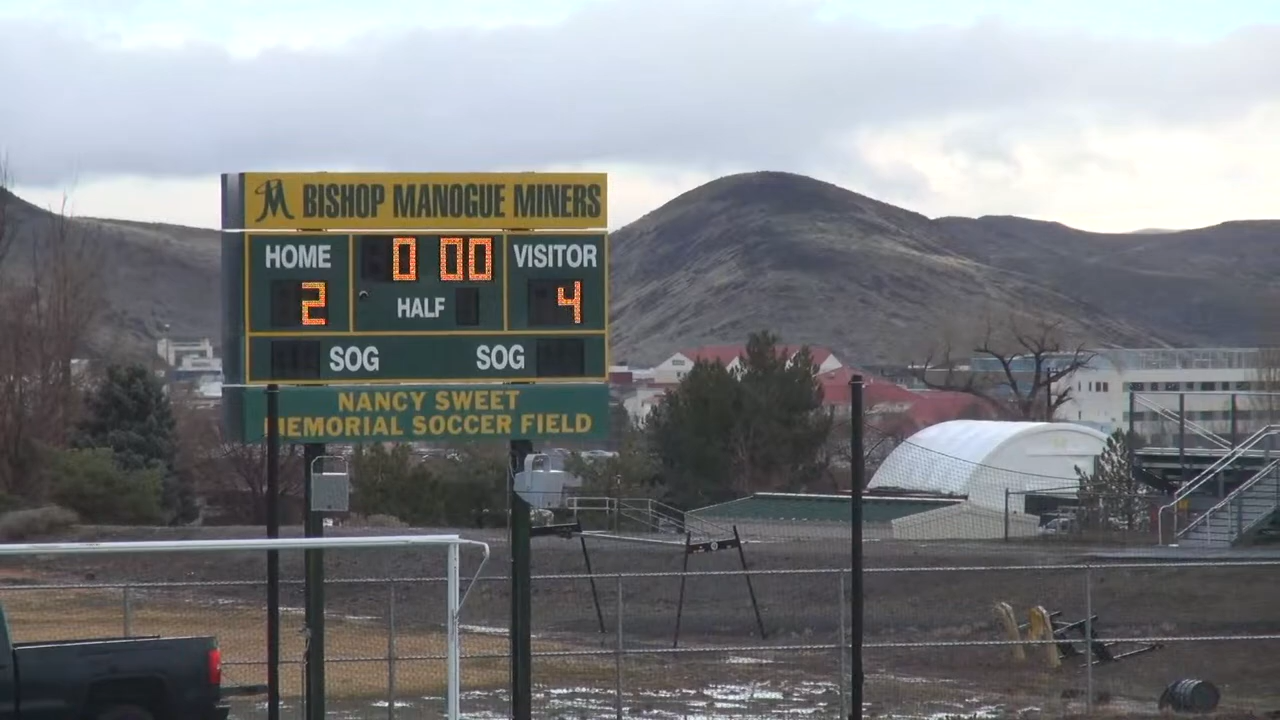 M BISHOP MANOGUE MINERS
HOME 0 00 VISITOR
2 HALF 4
SOG SOG
NANCY SWEET
MEMORIAL SOCCER FIELD